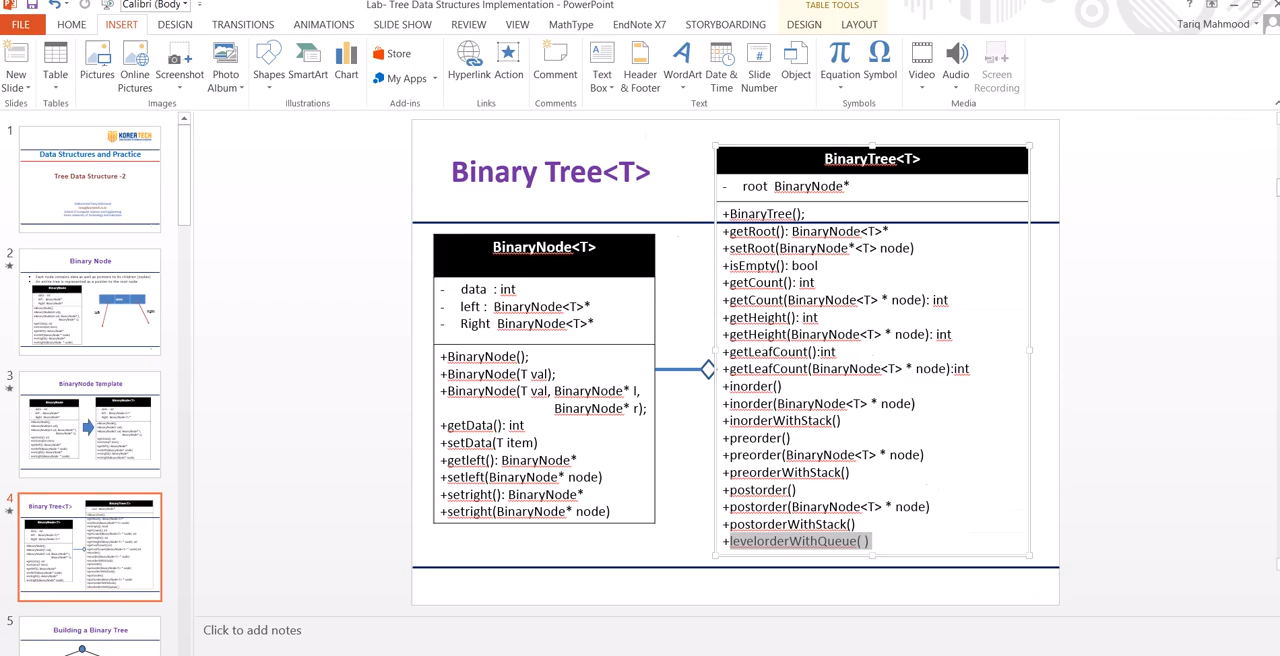 Calibri (Body
Lab- Tree Data Structures Implementation - PowerPoint
TABLE TOOLS
FILE
HOME
INSERT
DESIGN
TRANSITIONS
ANIMATIONS
SLIDE SHOW
REVIEW
VIEW
MathType
EndNote X7
STORYBOARDING
DESIGN
LAYOUT
Tariq Mahmood
New Slide
Table
Pictures
Online Pictures
Screenshot
Photo Album
Shapes
SmartArt
Chart
Store
My Apps
Hyperlink
Action
Comment
Text Box
Header & Footer
WordArt
Date & Time
Slide Number
Object
Equation
Symbol
Video
Audio
Screen Recording
Slides
Tables
Images
Illustrations
Add-ins
Links
Comments
Text
Symbols
Media
1
KOREATECH
Data Structures and Practice
Tree Data Structure -2
2
Binary Node
3
BinaryNode Template
4
Binary Tree<T>
5
Building a Binary Tree
Binary Tree<T>
BinaryNode<T>
- data : int
BinaryNode<T>*
- Right BinaryNode<T>*
+BinaryNode();
+BinaryNode(T val);
+BinaryNode(T val, BinaryNode* l,
BinaryNode* r);
+getData(): int
+setData(T item)
+getleft(): BinaryNode*
+setleft(BinaryNode* node)
+setright(): BinaryNode*
+setright(BinaryNode* node)
BinaryTree<T>
- root BinaryNode*
+BinaryTree();
+getRoot(): BinaryNode<T>*
+setRoot(BinaryNode*<T> node)
+isEmpty(): bool
+getCount(): int
+getCount(BinaryNode<T> * node): int
+getHeight(): int
+getHeight(BinaryNode<T> * node): int
+getLeafCount():int
+getLeafCount(BinaryNode<T> * node):int
+inorder()
+inorder(BinaryNode<T> * node)
+inorderWithStack()
+preorder()
+preorder(BinaryNode<T> * node)
+preorderWithStack()
+postorder()
+postorder(BinaryNode<T> * node)
+postorderWithStack()
+levelorderWithQueue( )
Click to add notes